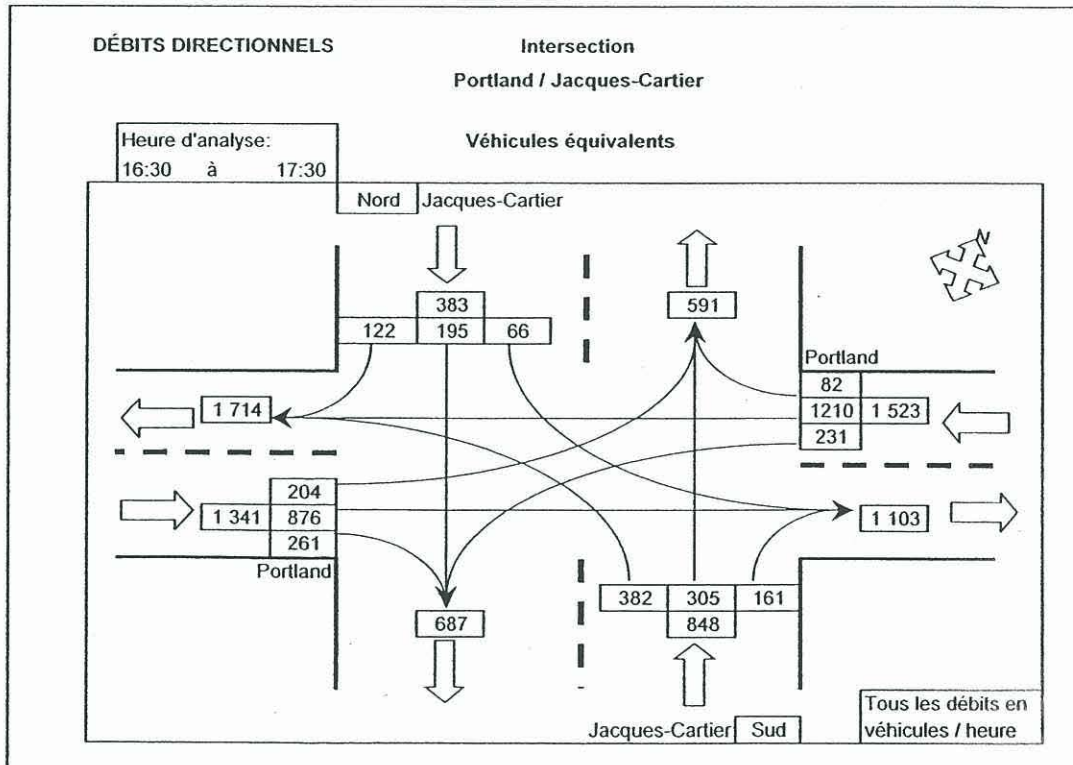 DÉBITS DIRECTIONNELS
Intersection
Portland / Jacques-Cartier
Heure d'analyse:
16:30 à 17:30
Véhicules équivalents
Nord
Jacques-Cartier
N
383
122 195 66
591
Portland
82
1210 1 523
231
1 714
204
1 341 876
261
Portland
1 103
382 305 161
848
687
Jacques-Cartier
Sud
Tous les débits en
véhicules / heure